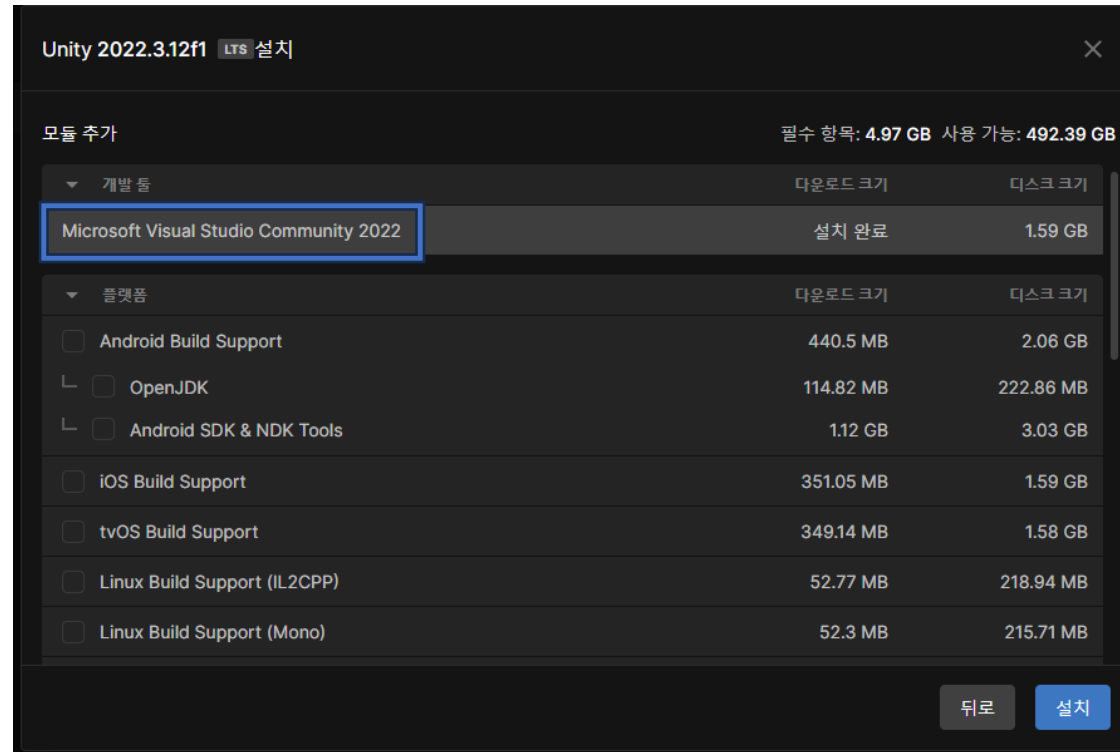 Unity 2022.3.12f1 LTS 설치
모듈 추가 필수 항목: 4.97 GB 사용 가능: 492.39 GB
개발 툴 다운로드 크기 디스크 크기
Microsoft Visual Studio Community 2022 설치 완료 1.59 GB
플랫폼 다운로드 크기 디스크 크기
Android Build Support 440.5 MB 2.06 GB
OpenJDK 114.82 MB 222.86 MB
Android SDK & NDK Tools 1.12 GB 3.03 GB
iOS Build Support 351.05 MB 1.59 GB
tvOS Build Support 349.14 MB 1.58 GB
Linux Build Support (IL2CPP) 52.77 MB 218.94 MB
Linux Build Support (Mono) 52.3 MB 215.71 MB
뒤로 설치